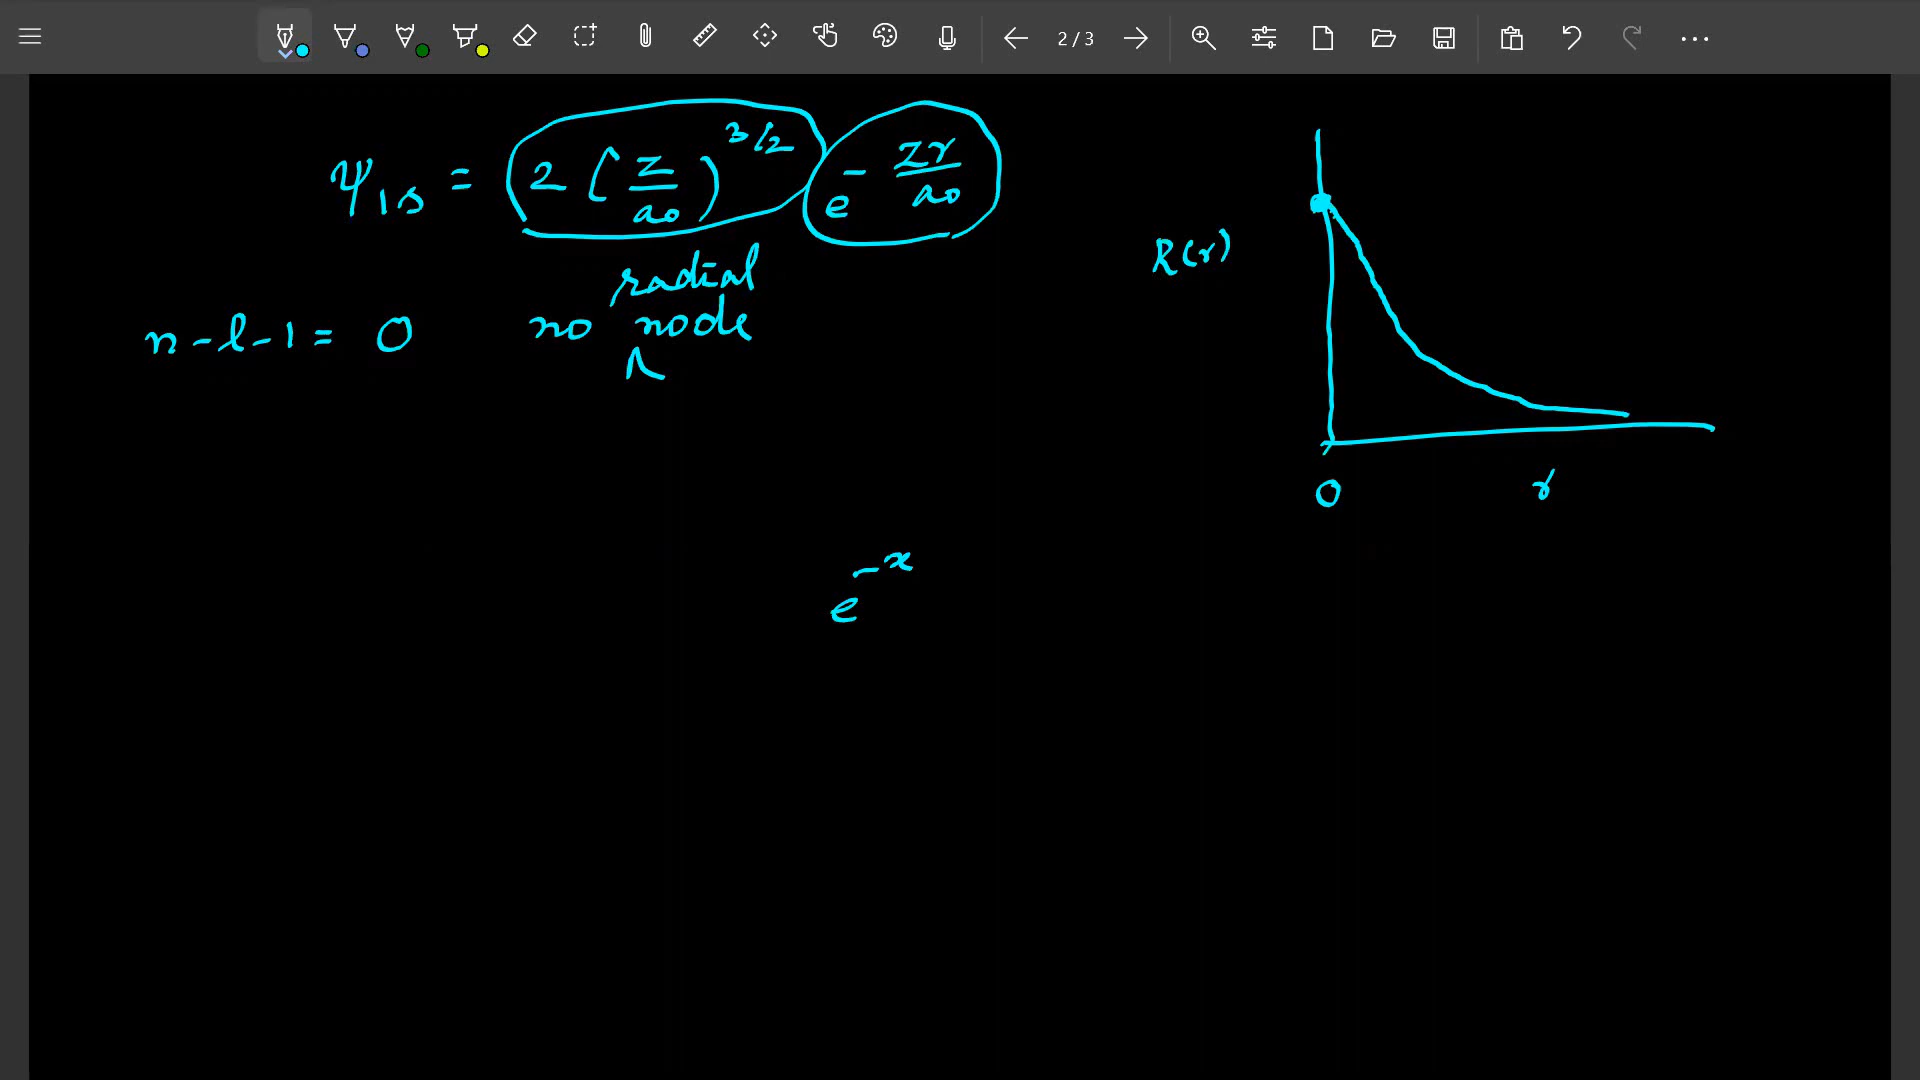 2 / 3
ψ1s = 2 (Z/a0)^3/2 e^- Zr/a0
radial
n - l - 1 = 0 no node
R(r)
0 r
e^-x